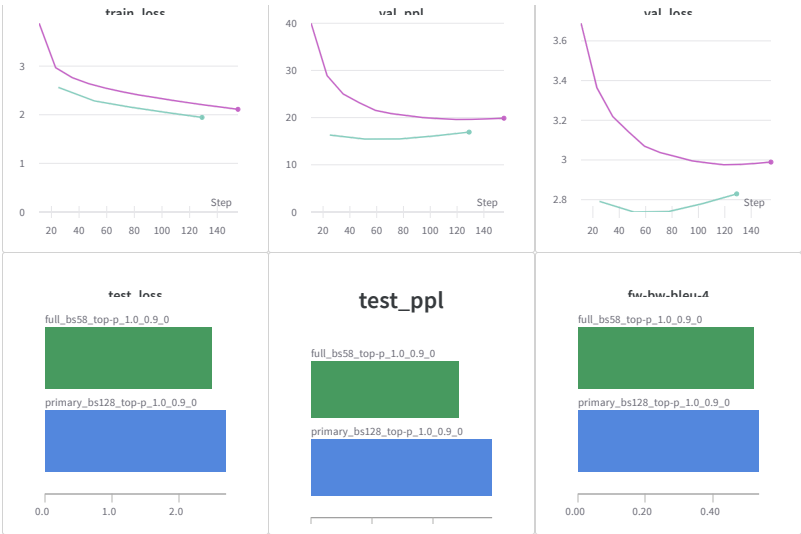 train_loss
3
2
1
0
Step
20 40 60 80 100 120 140
val_ppl
40
30
20
10
0
Step
20 40 60 80 100 120 140
val_loss
3.6
3.4
3.2
3
2.8
Step
20 40 60 80 100 120 140
test_loss
full_bs58_top-p_1.0_0.9_0
primary_bs128_top-p_1.0_0.9_0
0.0 1.0 2.0
test_ppl
full_bs58_top-p_1.0_0.9_0
primary_bs128_top-p_1.0_0.9_0
fw-bw-bleu-4
full_bs58_top-p_1.0_0.9_0
primary_bs128_top-p_1.0_0.9_0
0.00 0.20 0.40